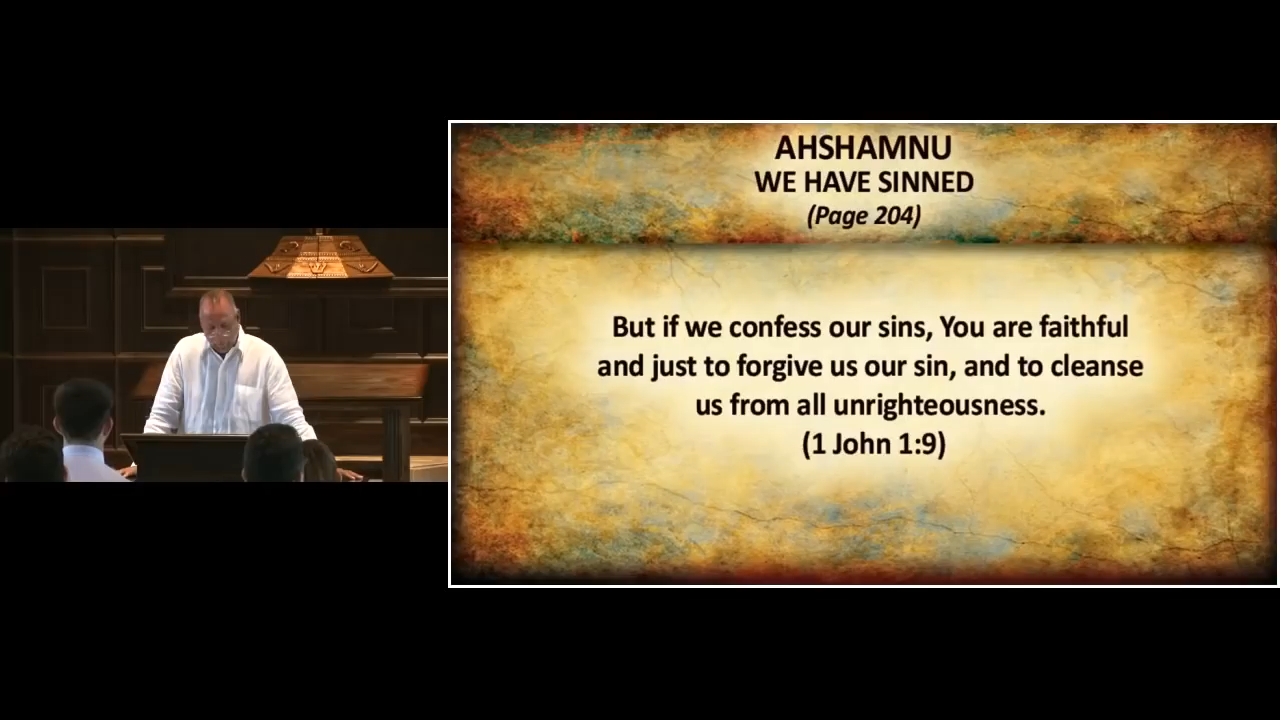 AHSHAMNU
WE HAVE SINNED
(Page 204)
But if we confess our sins, You are faithful
and just to forgive us our sin, and to cleanse
us from all unrighteousness.
(1 John 1:9)